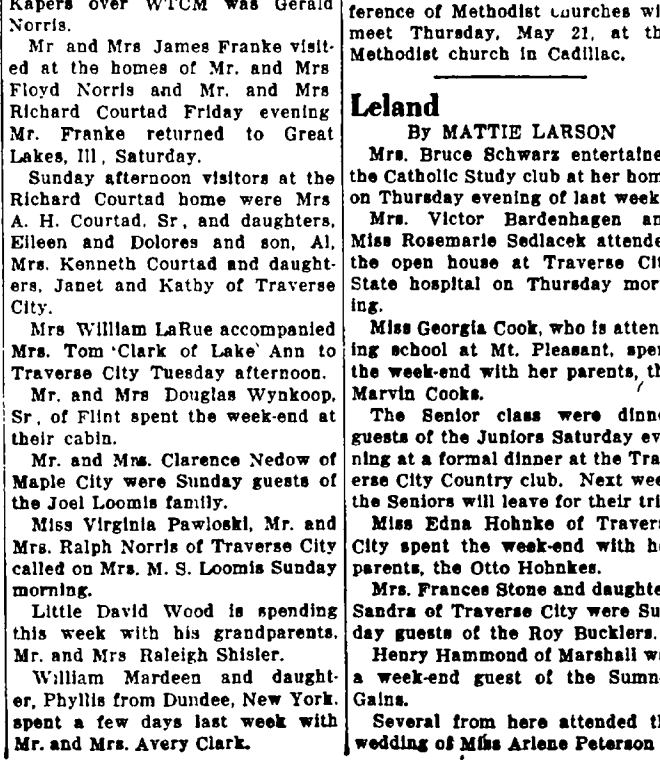 Kapers over WTCM was Gerald
Norris.
Mr and Mrs James Franke visit-
ed at the homes of Mr. and Mrs
Floyd Norris and Mr. and Mrs
Richard Courtad Friday evening
Mr. Franke returned to Great
Lakes, Ill, Saturday.
Sunday afternoon visitors at the
Richard Courtad home were Mrs
A. H. Courtad, Sr, and daughters,
Eileen and Dolores and son, Al,
Mrs. Kenneth Courtad and daught-
ers, Janet and Kathy of Traverse
City.
Mrs William LaRue accompanied
Mrs. Tom Clark of Lake Ann to
Traverse City Tuesday afternoon.
Mr. and Mrs Douglas Wynkoop,
Sr, of Flint spent the week-end at
their cabin.
Mr. and Mrs. Clarence Nedow of
Maple City were Sunday guests of
the Joel Loomis family.
Miss Virginia Pawloski, Mr. and
Mrs. Ralph Norris of Traverse City
called on Mrs. M. S. Loomis Sunday
morning.
Little David Wood is spending
this week with his grandparents,
Mr. and Mrs Raleigh Shisler.
William Mardeen and daught-
er, Phyllis from Dundee, New York,
spent a few days last week with
Mr. and Mrs. Avery Clark.
ference of Methodist churches wi
meet Thursday, May 21, at th
Methodist church in Cadillac.
Leland
By MATTIE LARSON
Mrs. Bruce Schwarz entertaine
the Catholic Study club at her hom
on Thursday evening of last week
Mrs. Victor Bardenhagen an
Miss Rosemarie Sedlacek attende
the open house at Traverse Cit
State hospital on Thursday mor
ing.
Miss Georgia Cook, who is atten
ing school at Mt. Pleasant, spen
the week-end with her parents, th
Marvin Cooks.
The Senior class were dinne
guests of the Juniors Saturday ev
ning at a formal dinner at the Tra
erse City Country club. Next wee
the Seniors will leave for their tri
Miss Edna Hohnke of Travers
City spent the week-end with he
parents, the Otto Hohnkes.
Mrs. Frances Stone and daughte
Sandra of Traverse City were Su
day guests of the Roy Bucklers.
Henry Hammond of Marshall wa
a week-end guest of the Sumn
Gains.
Several from here attended th
wedding of Miss Arlene Peterson